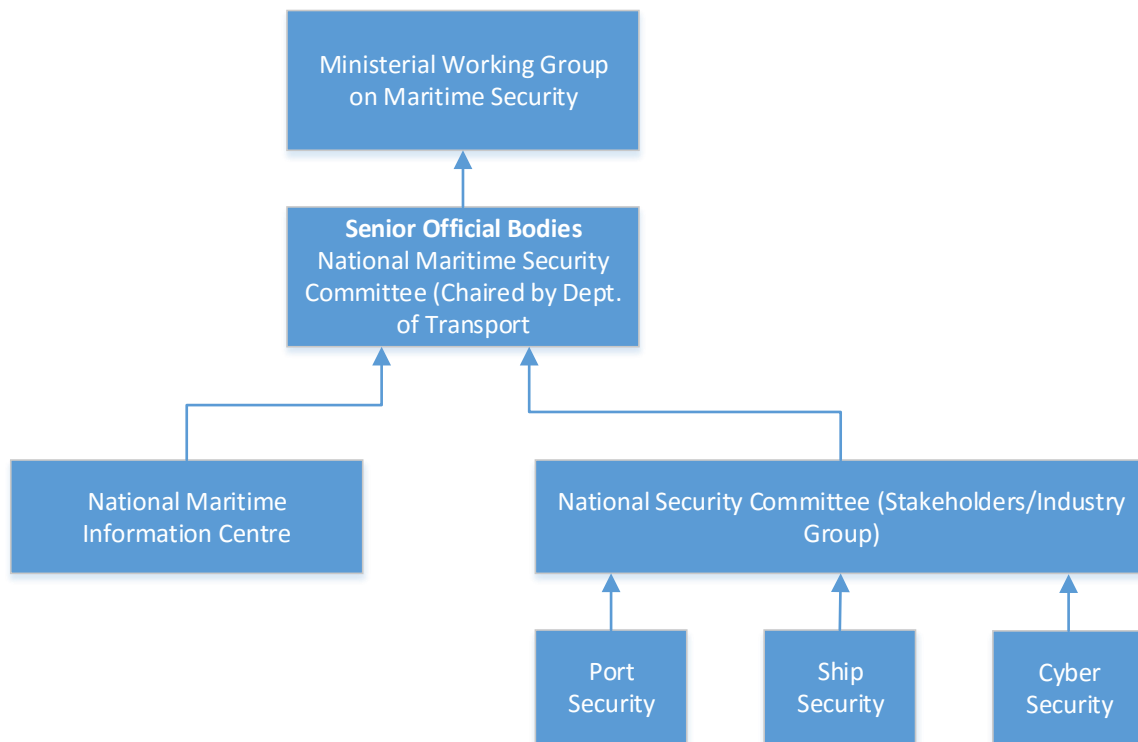 Ministerial Working Group
on Maritime Security
Senior Official Bodies
National Maritime Security
Committee (Chaired by Dept.
of Transport
National Maritime
Information Centre
National Security Committee (Stakeholders/Industry
Group)
Port
Security
Ship
Security
Cyber
Security